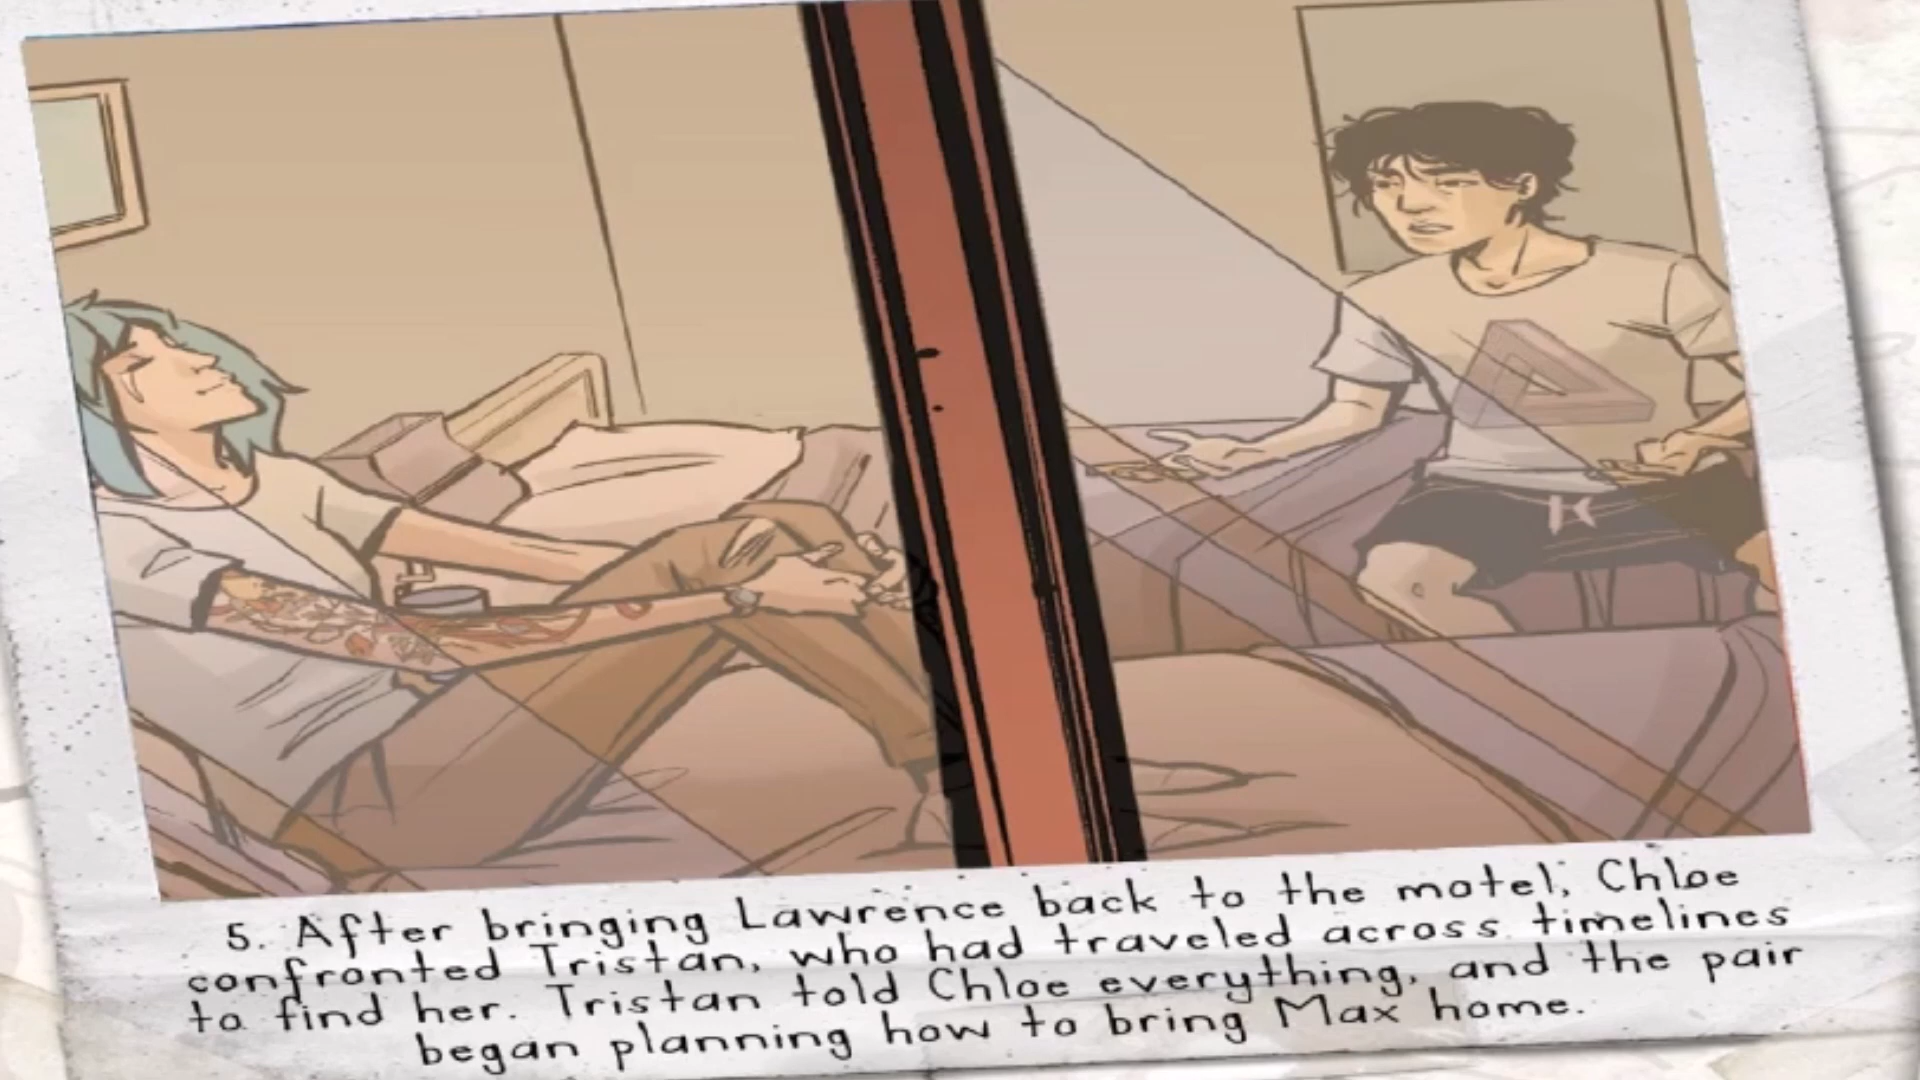 5. After bringing Lawrence back to the motel, Chloe
confronted Tristan, who had traveled across timelines
to find her. Tristan told Chloe everything, and the pair
began planning how to bring Max home.